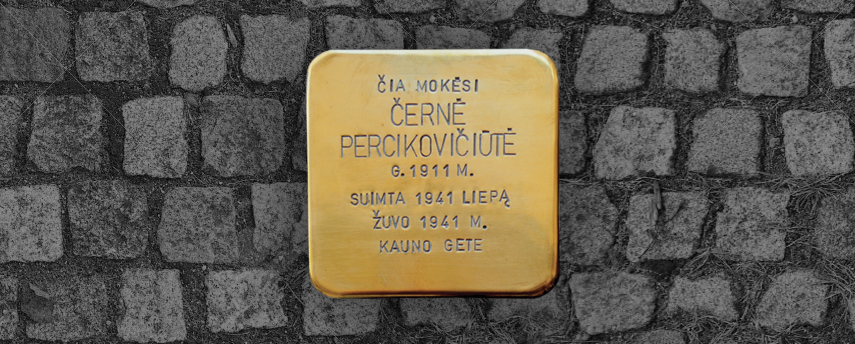 ČIA MOKĖSI
ČERNĖ
PERCIKOVIČIŪTĖ
G. 1911 M.
SUIMTA 1941 LIEPĄ
ŽUVO 1941 M.
KAUNO GETE